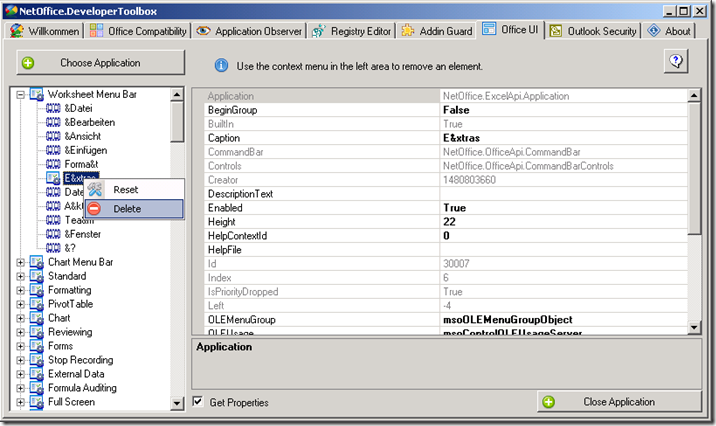 NetOffice.DeveloperToolbox
Willkommen Office Compatibility Application Observer Registry Editor Addin Guard Office UI Outlook Security About
Choose Application
Use the context menu in the left area to remove an element.
Worksheet Menu Bar
&Datei
&Bearbeiten
&Ansicht
&Einfügen
Forma&t
E&xtras
&Fenster
&?
Chart Menu Bar
Standard
Formatting
PivotTable
Chart
Reviewing
Forms
Stop Recording
External Data
Formula Auditing
Full Screen
Reset
Delete
Application NetOffice.ExcelApi.Application
BeginGroup False
BuiltIn True
Caption E&xtras
CommandBar NetOffice.OfficeApi.CommandBar
Controls NetOffice.OfficeApi.CommandBarControls
Creator 1480803660
DescriptionText
Enabled True
Height 22
HelpContextId 0
HelpFile
Id 30007
Index 6
IsPriorityDropped True
Left -4
OLEMenuGroup msoOLEMenuGroupObject
OLEUsage msoControlOLEUsageServer
Application
Get Properties
Close Application